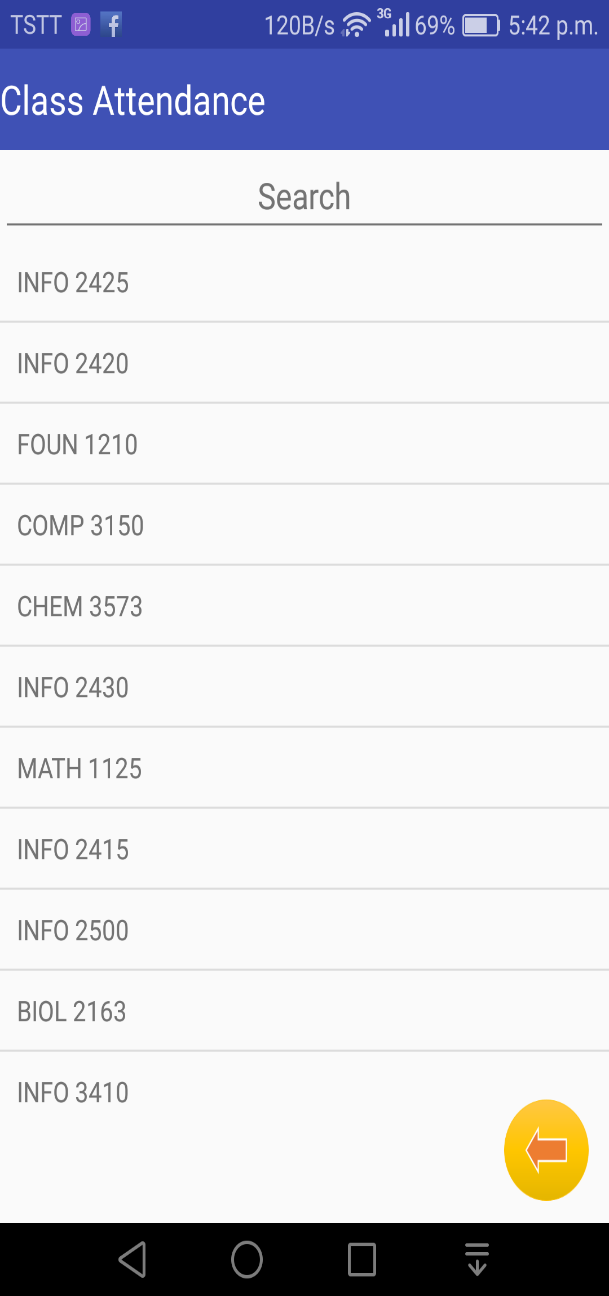 TSTT 120B/s 3G 69% 5:42 p.m.
Class Attendance
Search
INFO 2425
INFO 2420
FOUN 1210
COMP 3150
CHEM 3573
INFO 2430
MATH 1125
INFO 2415
INFO 2500
BIOL 2163
INFO 3410